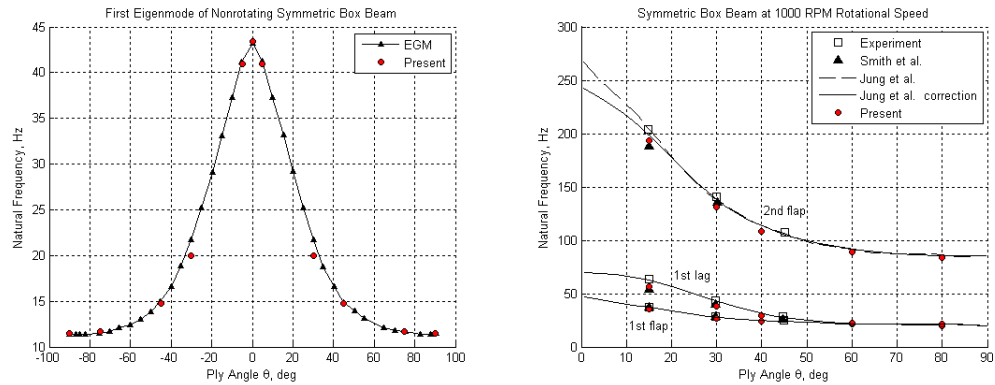 First Eigenmode of Nonrotating Symmetric Box Beam
45
40
35
30
25
20
15
10
-100
-80
-60
-40
-20
0
20
40
60
80
100
Natural Frequency, Hz
Ply Angle θ, deg
EGM
Present
Symmetric Box Beam at 1000 RPM Rotational Speed
300
250
200
150
100
50
0
0
10
20
30
40
50
60
70
80
90
Natural Frequency, Hz
Ply Angle θ, deg
Experiment
Smith et al.
Jung et al.
Jung et al. correction
Present
2nd flap
1st lag
1st flap